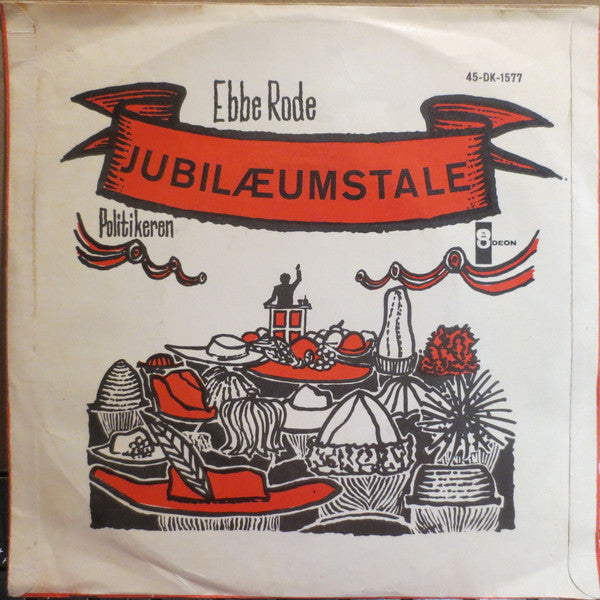 45-DK-1577
Ebbe Rode
JUBILÆUMSTALE
Politikeren
ODEON